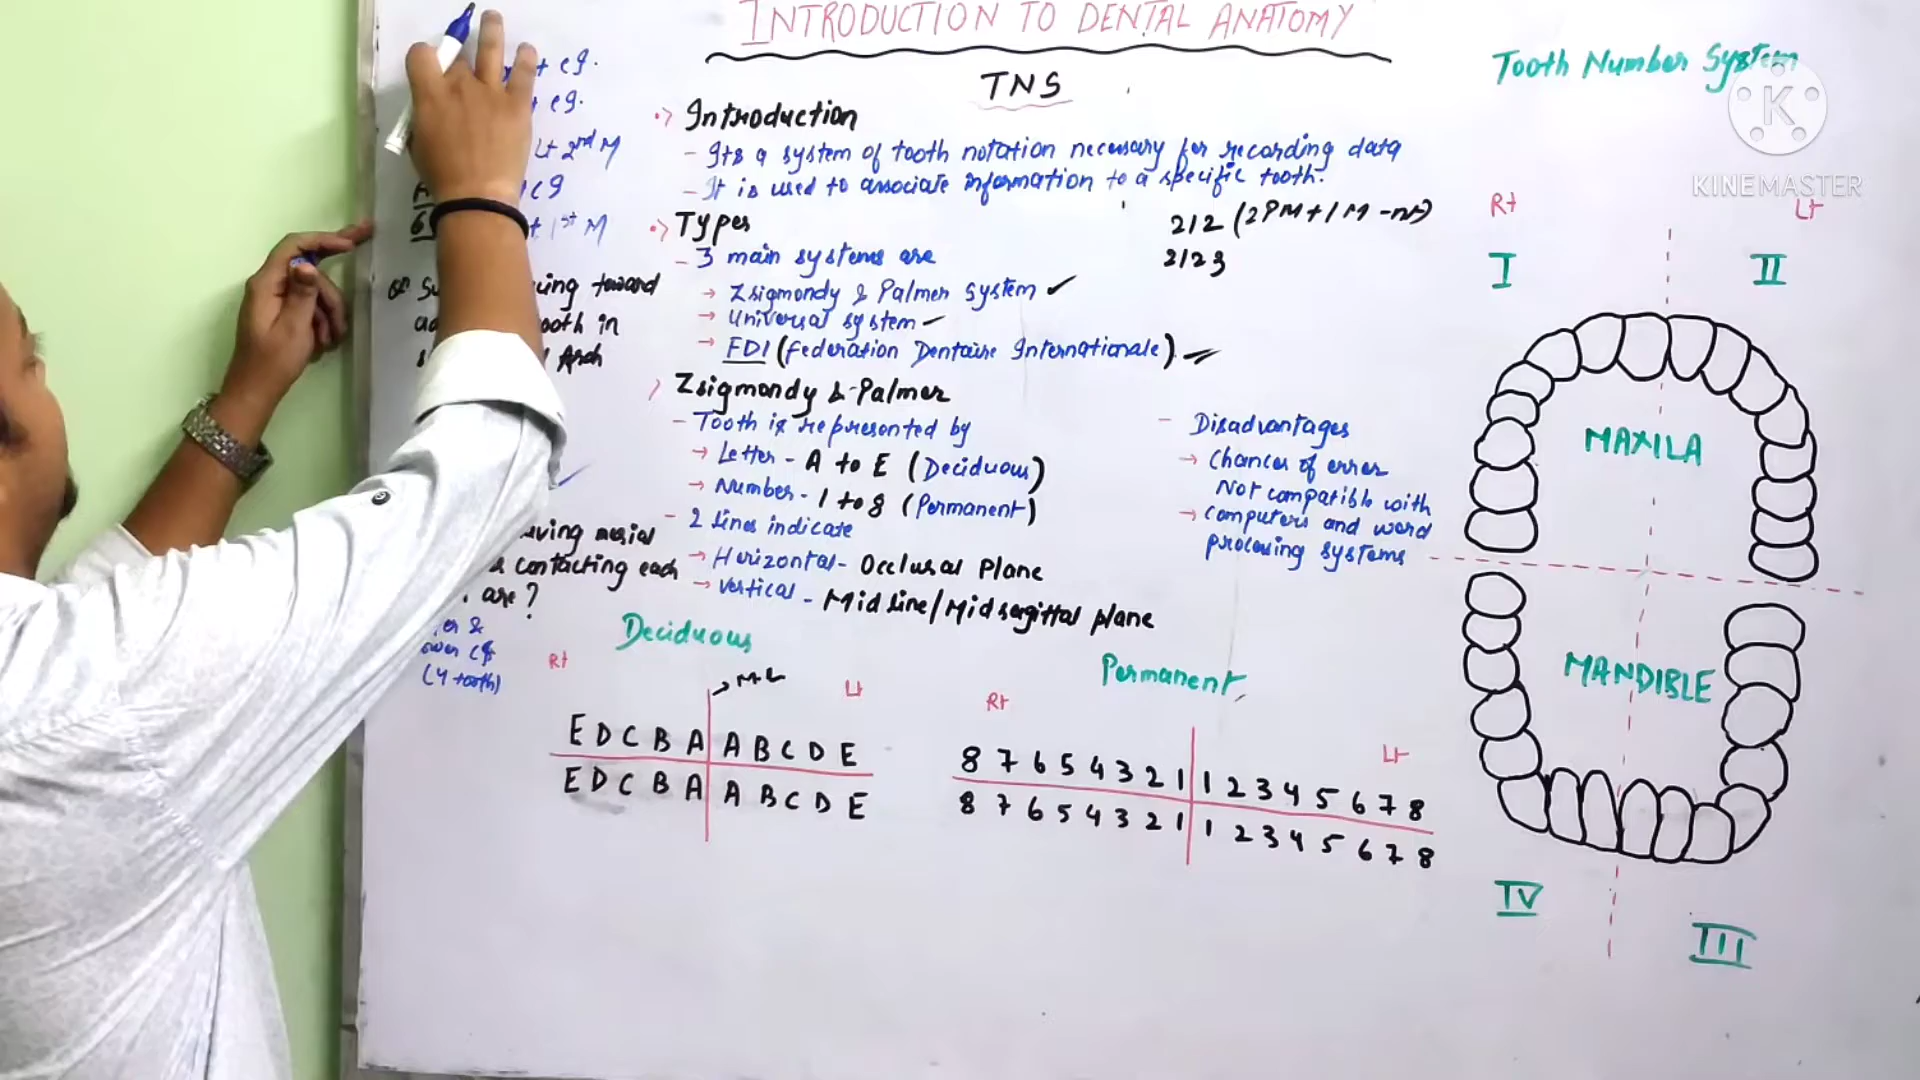 INTRODUCTION TO DENTAL ANATOMY
Tooth Number System
KINEMASTER
TNS
Introduction
- Its a system of tooth notation necessary for recording data
- It is used to associate information to a specific tooth.
Types
- 3 main systems are
→ Zsigmondy & Palmer System ✓
→ Universal system
→ FDI (Federation Dentaire Internationale)
212 (2PM+1M
2123
Zsigmondy & Palmer
- Tooth is represented by
→ Letter - A to E (Deciduous)
→ Number - 1 to 8 (Permanent)
- 2 lines indicate
→ Horizontal - Occlusal Plane
→ Vertical - Midline/Midsagittal plane
- Disadvantages
→ Chances of error
Not compatible with
→ computers and word
processing systems
Deciduous
Rt
Lt
E D C B A A B C D E
E D C B A A B C D E
Permanent
Rt
Lt
8 7 6 5 4 3 2 1 1 2 3 4 5 6 7 8
8 7 6 5 4 3 2 1 1 2 3 4 5 6 7 8
Rt
Lt
I
II
MAXILA
MANDIBLE
IV
III
Lt 2nd M
1st M
toward
tooth in
Arch
mesial
contacting each
are?
(4 tooth)